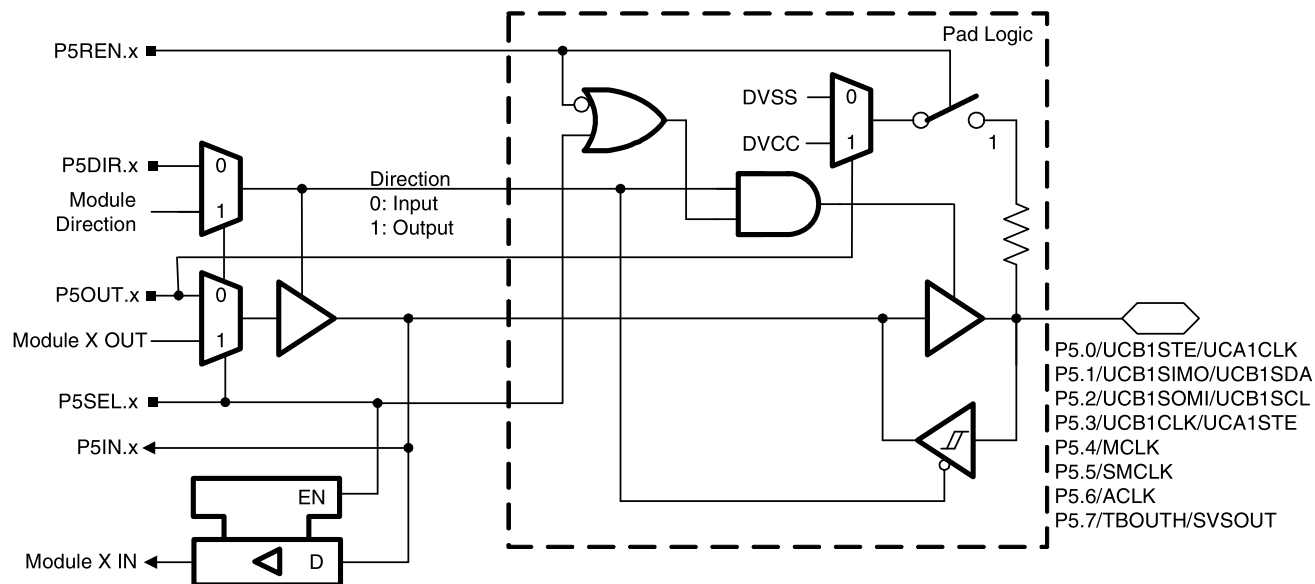 Pad Logic
P5REN.x
DVSS
0
DVCC
1
1
P5DIR.x
0
Module
Direction
1
Direction
0: Input
1: Output
P5OUT.x
0
Module X OUT
1
P5SEL.x
P5IN.x
EN
Module X IN
D
P5.0/UCB1STE/UCA1CLK
P5.1/UCB1SIMO/UCB1SDA
P5.2/UCB1SOMI/UCB1SCL
P5.3/UCB1CLK/UCA1STE
P5.4/MCLK
P5.5/SMCLK
P5.6/ACLK
P5.7/TBOUTH/SVSOUT